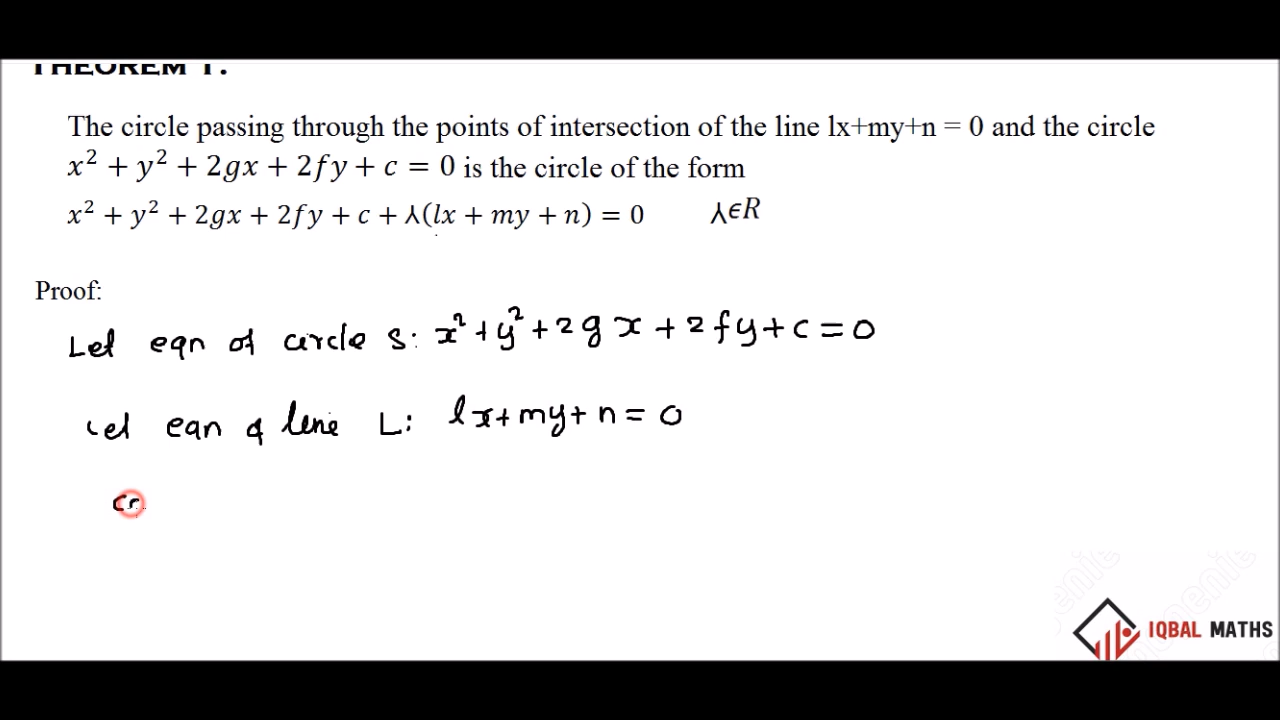 THEOREM 1:
The circle passing through the points of intersection of the line lx+my+n = 0 and the circle
x² + y² + 2gx + 2fy + c = 0 is the circle of the form
x² + y² + 2gx + 2fy + c + ⅄(lx + my + n) = 0 ⅄ϵR
Proof:
Let eqn of circle S: x² + y² + 2gx + 2fy + c = 0
Let eqn of line L: lx + my + n = 0
IQBAL MATHS